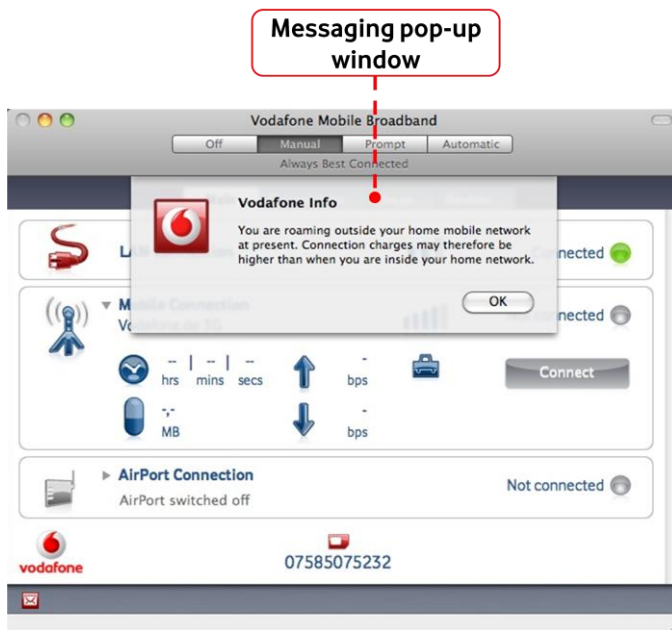 Messaging pop-up
window
Vodafone Mobile Broadband
Off Manual Prompt Automatic
Always Best Connected
Vodafone Info
You are roaming outside your home mobile network
at present. Connection charges may therefore be
higher than when you are inside your home network.
OK
Connection
-- | -- | --
hrs mins secs
-
bps
Connect
-,-
MB
-
bps
AirPort Connection
Not connected
AirPort switched off
vodafone
07585075232